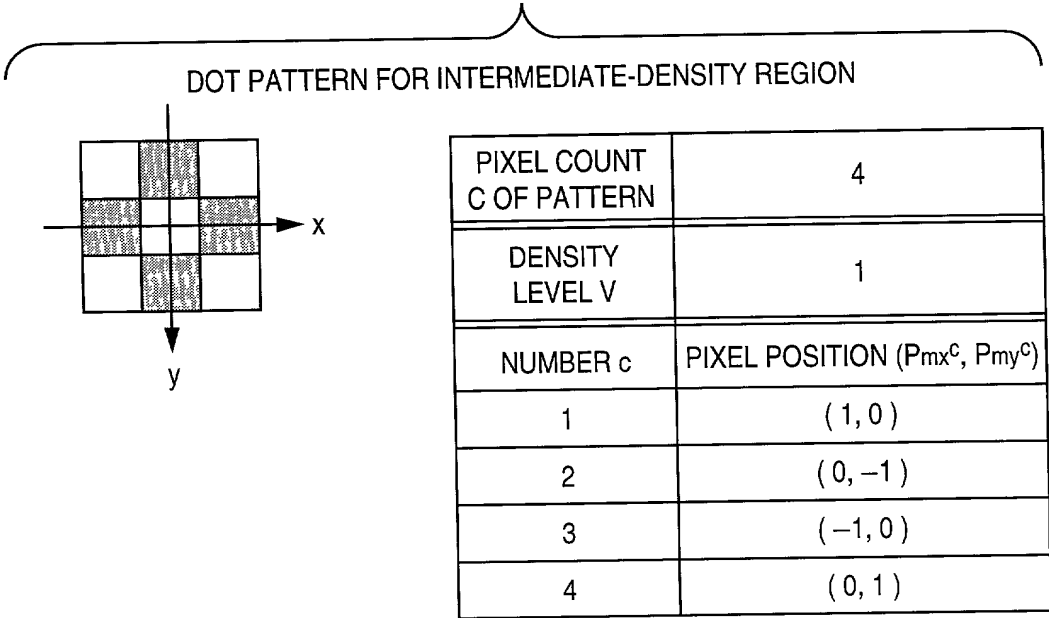 DOT PATTERN FOR INTERMEDIATE-DENSITY REGION
x
y
PIXEL COUNT
C OF PATTERN
4
DENSITY
LEVEL V
1
NUMBER c
PIXEL POSITION (Pmxᶜ, Pmyᶜ)
1
( 1, 0 )
2
( 0, –1 )
3
( –1, 0 )
4
( 0, 1 )